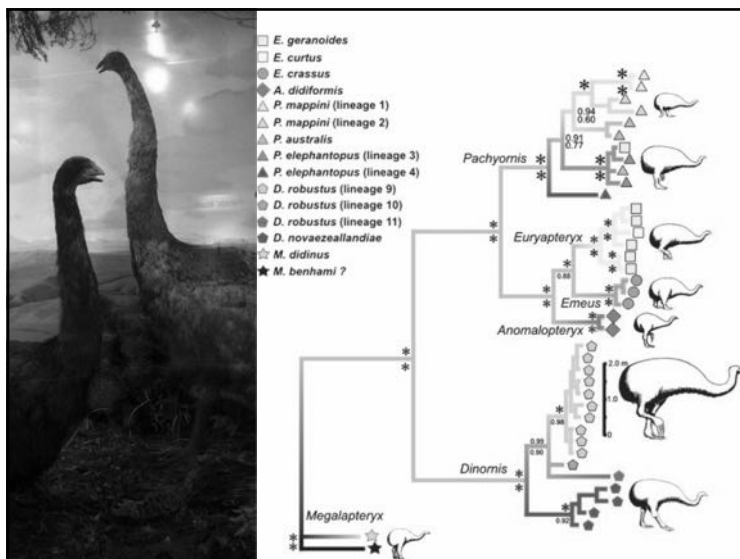 E. geranoides
E. curtus
E. crassus
A. didiformis
P. mappini (lineage 1)
P. mappini (lineage 2)
P. australis
P. elephantopus (lineage 3)
P. elephantopus (lineage 4)
D. robustus (lineage 9)
D. robustus (lineage 10)
D. robustus (lineage 11)
D. novaezeallandiae
M. didinus
M. benhami ?
0.94
0.60
0.91
0.77
Pachyornis
Euryapteryx
0.88
Emeus
Anomalopteryx
2.0 m
1.0
0
0.98
0.99
0.90
Dinornis
0.92
Megalapteryx